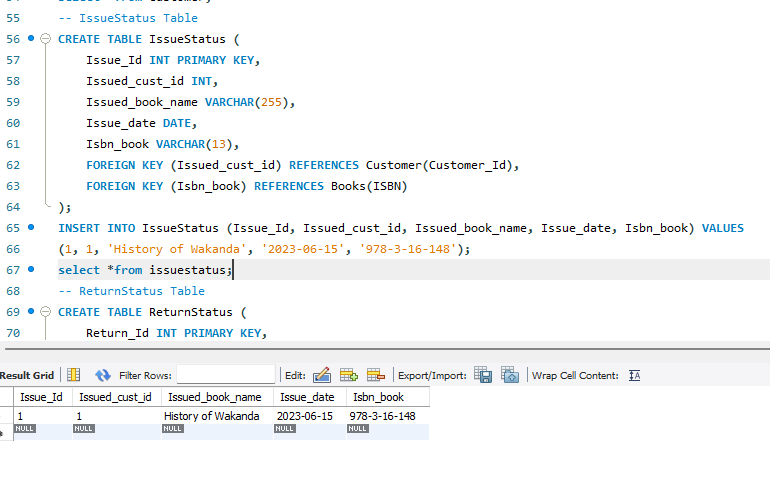 55 -- IssueStatus Table
56 CREATE TABLE IssueStatus (
57 Issue_Id INT PRIMARY KEY,
58 Issued_cust_id INT,
59 Issued_book_name VARCHAR(255),
60 Issue_date DATE,
61 Isbn_book VARCHAR(13),
62 FOREIGN KEY (Issued_cust_id) REFERENCES Customer(Customer_Id),
63 FOREIGN KEY (Isbn_book) REFERENCES Books(ISBN)
64 );
65 INSERT INTO IssueStatus (Issue_Id, Issued_cust_id, Issued_book_name, Issue_date, Isbn_book) VALUES
66 (1, 1, 'History of Wakanda', '2023-06-15', '978-3-16-148');
67 select *from issuestatus;
68 -- ReturnStatus Table
69 CREATE TABLE ReturnStatus (
70 Return_Id INT PRIMARY KEY,
Result Grid Filter Rows: Edit: Export/Import: Wrap Cell Content: IA
Issue_Id Issued_cust_id Issued_book_name Issue_date Isbn_book
1 1 History of Wakanda 2023-06-15 978-3-16-148
NULL NULL NULL NULL NULL